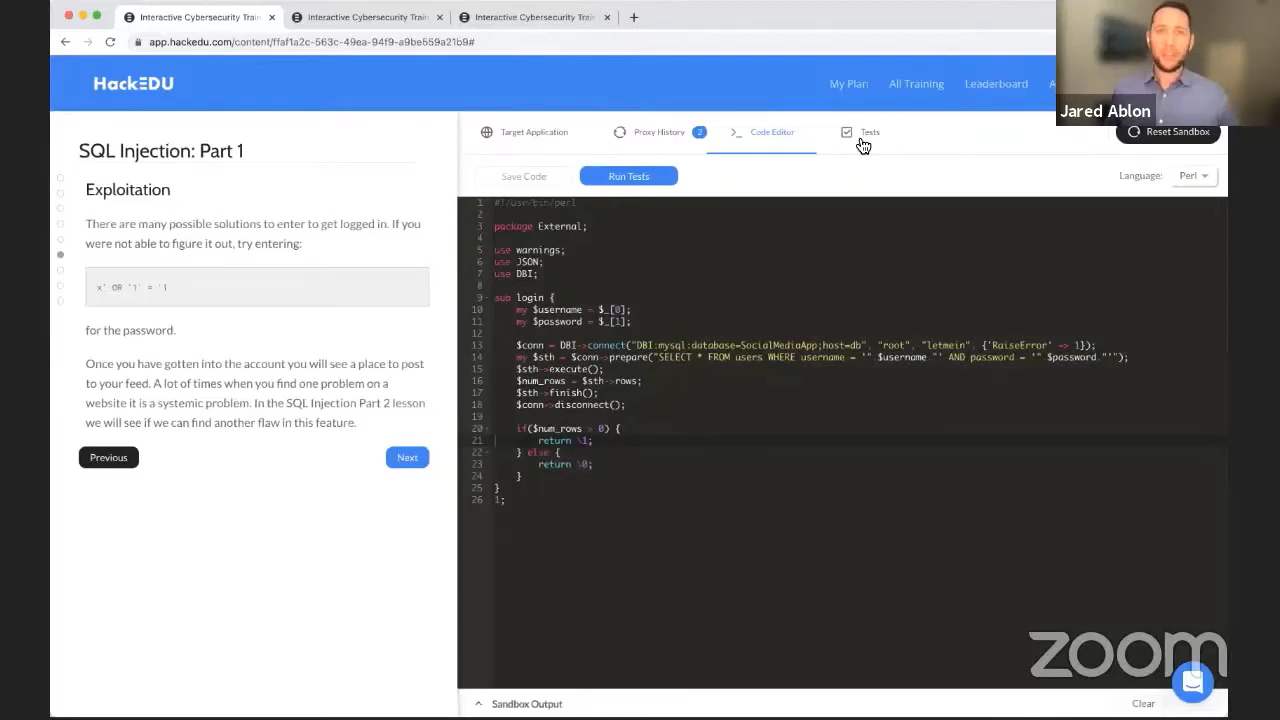 Interactive Cybersecurity Train
Interactive Cybersecurity Train
Interactive Cybersecurity Train
app.hackedu.com/content/ffaf1a2c-563c-49ea-94f9-a9be559a21b9#
HackEDU
My Plan
All Training
Leaderboard
A
Jared Ablon
SQL Injection: Part 1
Exploitation
There are many possible solutions to enter to get logged in. If you
were not able to figure it out, try entering:
x' OR '1' = '1
for the password.
Once you have gotten into the account you will see a place to post
to your feed. A lot of times when you find one problem on a
website it is a systemic problem. In the SQL Injection Part 2 lesson
we will see if we can find another flaw in this feature.
Previous
Next
Target Application
Proxy History 2
Code Editor
Tests
Reset Sandbox
Save Code
Run Tests
Language: Perl
1 #!/usr/bin/perl
2
3 package External;
4
5 use warnings;
6 use JSON;
7 use DBI;
8
9 sub login {
10 my $username = $_[0];
11 my $password = $_[1];
12
13 $conn = DBI->connect("DBI:mysql:database=SocialMediaApp;host=db", "root", "letmein", {'RaiseError' => 1});
14 my $sth = $conn->prepare("SELECT * FROM users WHERE username = '" $username "' AND password = '" $password."'");
15 $sth->execute();
16 $num_rows = $sth->rows;
17 $sth->finish();
18 $conn->disconnect();
19
20 if($num_rows > 0) {
21 return \1;
22 } else {
23 return \0;
24 }
25 }
26 1;
Sandbox Output
Clear
zoom